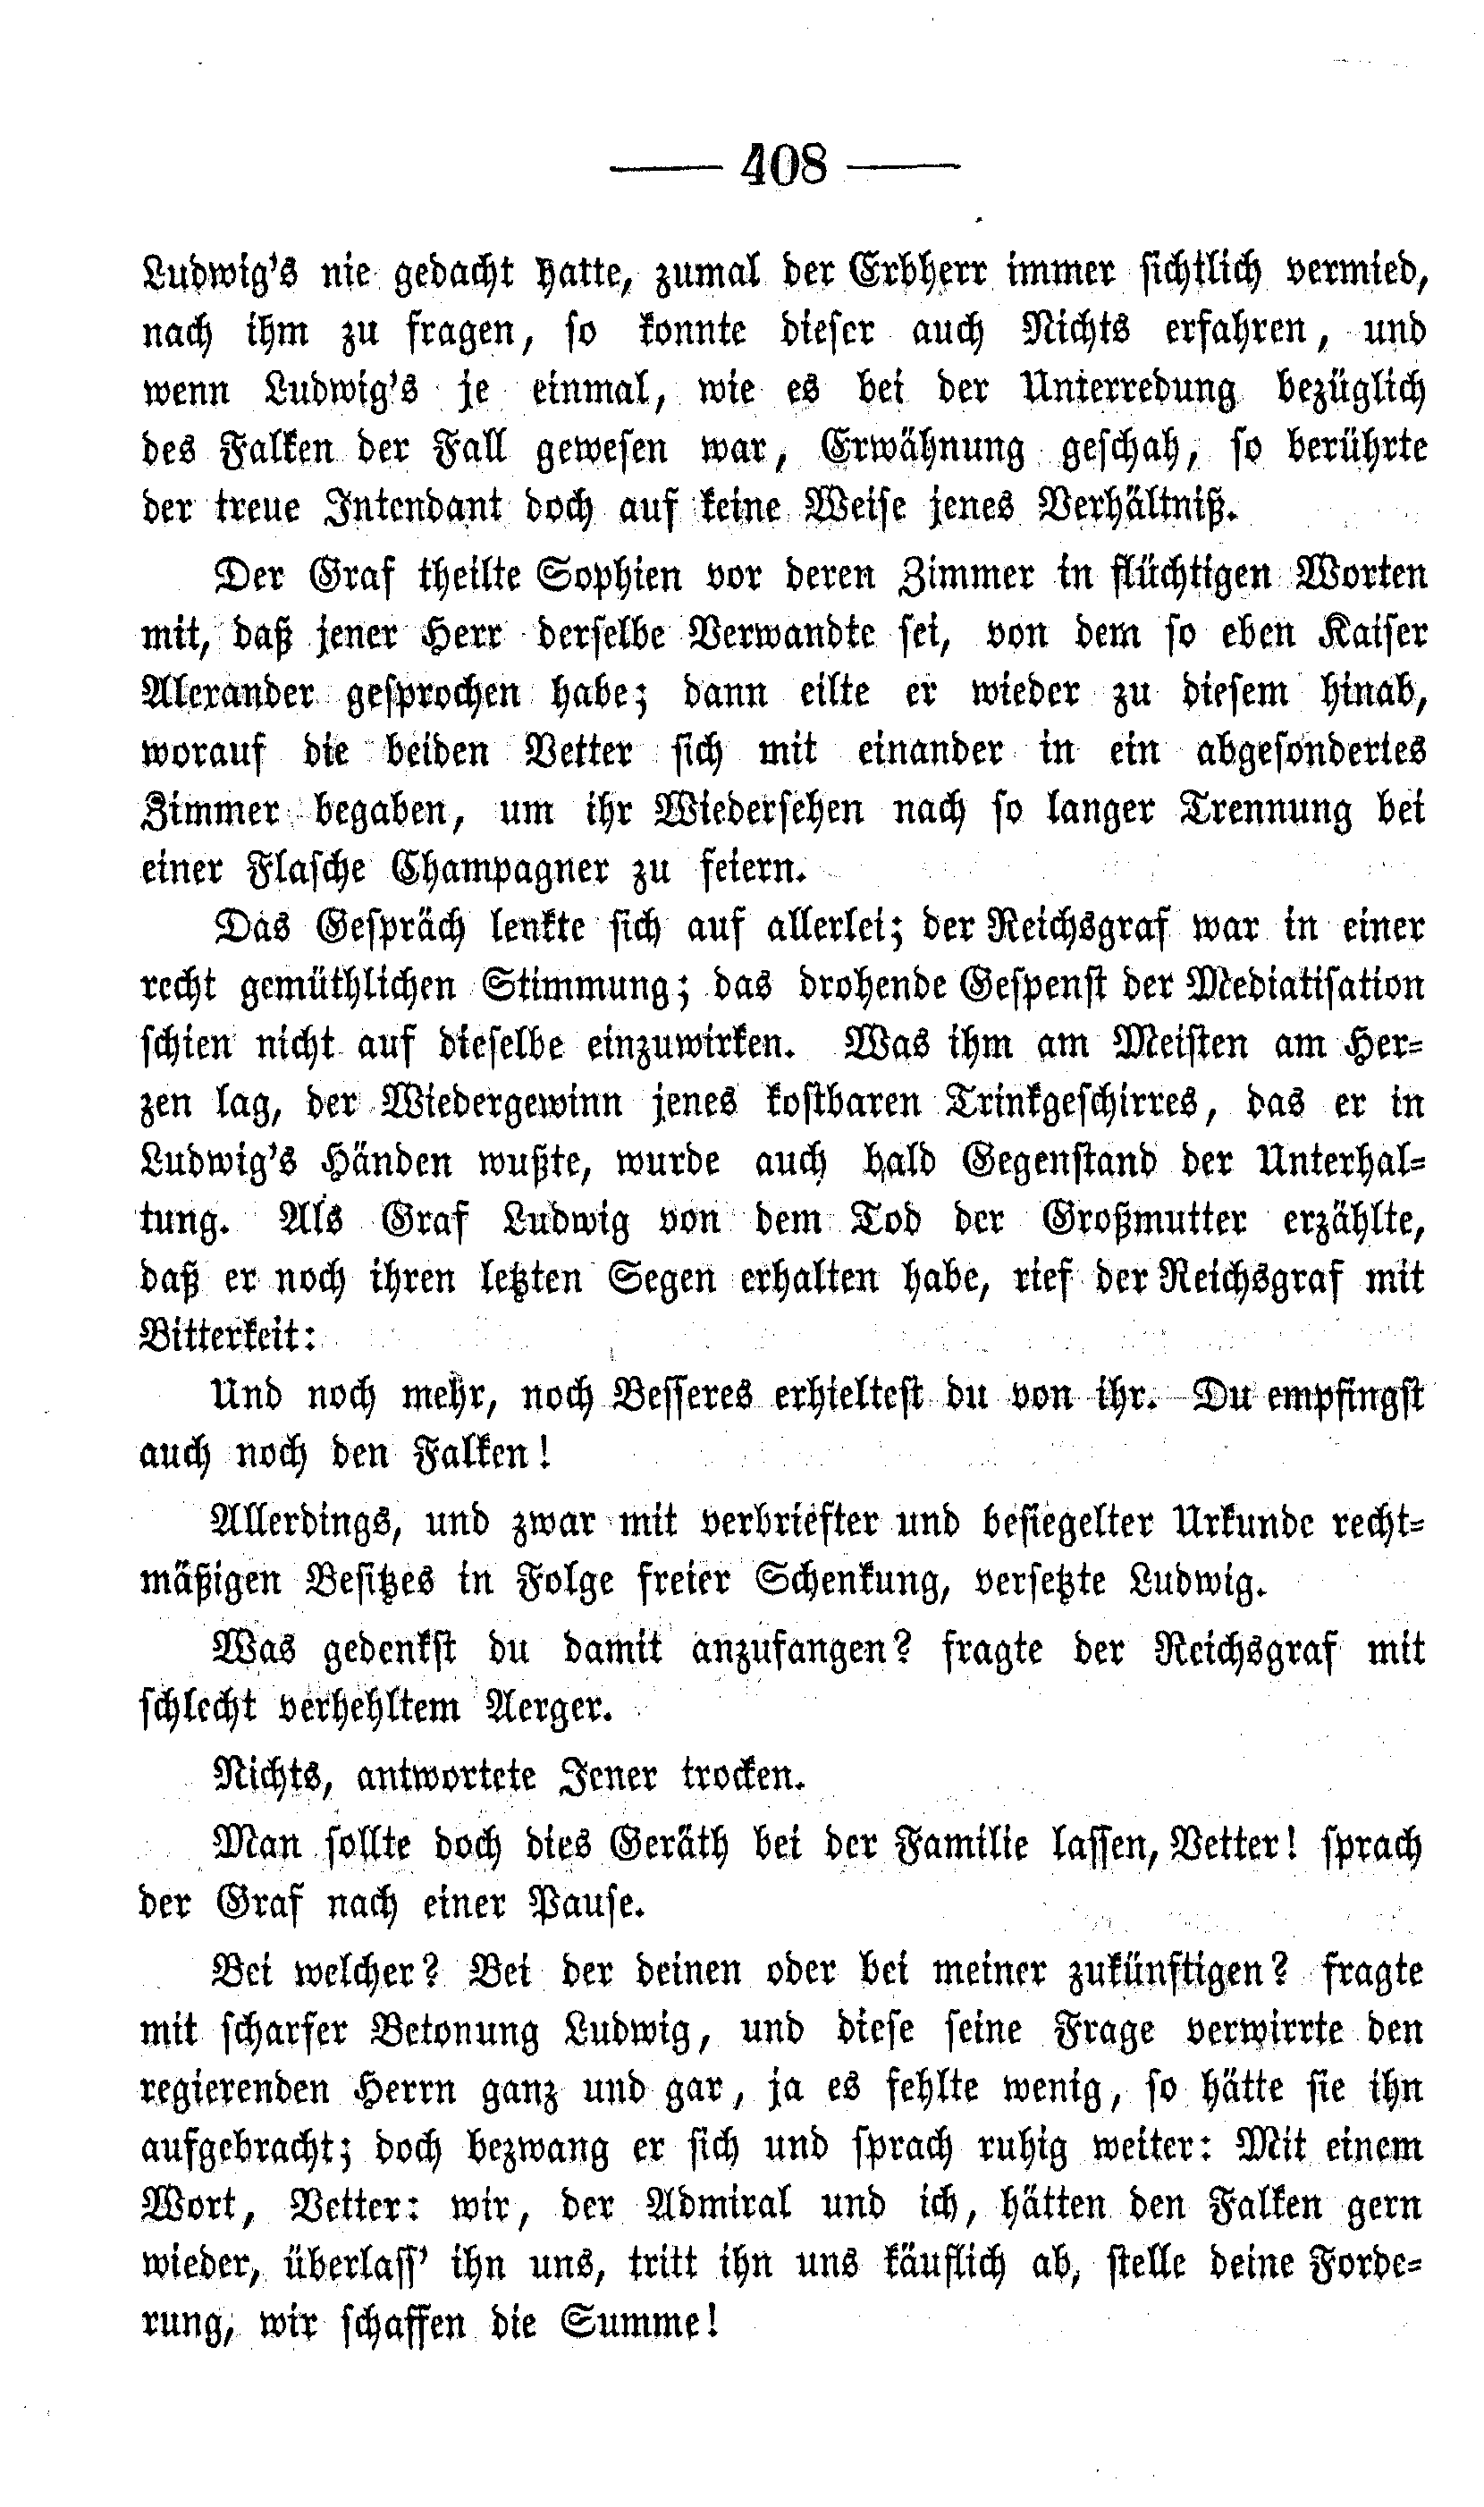 — 408 —
Ludwig's nie gedacht hatte, zumal der Erbherr immer sichtlich vermied,
nach ihm zu fragen, so konnte dieser auch Nichts erfahren, und
wenn Ludwig's je einmal, wie es bei der Unterredung bezüglich
des Falken der Fall gewesen war, Erwähnung geschah, so berührte
der treue Intendant doch auf keine Weise jenes Verhältniß.
Der Graf theilte Sophien vor deren Zimmer in flüchtigen Worten
mit, daß jener Herr derselbe Verwandte sei, von dem so eben Kaiser
Alexander gesprochen habe; dann eilte er wieder zu diesem hinab,
worauf die beiden Vetter sich mit einander in ein abgesondertes
Zimmer begaben, um ihr Wiedersehen nach so langer Trennung bei
einer Flasche Champagner zu feiern.
Das Gespräch lenkte sich auf allerlei; der Reichsgraf war in einer
recht gemüthlichen Stimmung; das drohende Gespenst der Mediatisation
schien nicht auf dieselbe einzuwirken. Was ihm am Meisten am Her-
zen lag, der Wiedergewinn jenes kostbaren Trinkgeschirres, das er in
Ludwig's Händen wußte, wurde auch bald Gegenstand der Unterhal-
tung. Als Graf Ludwig von dem Tod der Großmutter erzählte,
daß er noch ihren letzten Segen erhalten habe, rief der Reichsgraf mit
Bitterkeit:
Und noch mehr, noch Besseres erhieltest du von ihr. Du empfingst
auch noch den Falken!
Allerdings, und zwar mit verbriefter und besiegelter Urkunde recht-
mäßigen Besitzes in Folge freier Schenkung, versetzte Ludwig.
Was gedenkst du damit anzufangen? fragte der Reichsgraf mit
schlecht verhehltem Aerger.
Nichts, antwortete Jener trocken.
Man sollte doch dies Geräth bei der Familie lassen, Vetter! sprach
der Graf nach einer Pause.
Bei welcher? Bei der deinen oder bei meiner zukünftigen? fragte
mit scharfer Betonung Ludwig, und diese seine Frage verwirrte den
regierenden Herrn ganz und gar, ja es fehlte wenig, so hätte sie ihn
aufgebracht; doch bezwang er sich und sprach ruhig weiter: Mit einem
Wort, Vetter: wir, der Admiral und ich, hätten den Falken gern
wieder, überlass' ihn uns, tritt ihn uns käuflich ab, stelle deine Forde-
rung, wir schaffen die Summe!